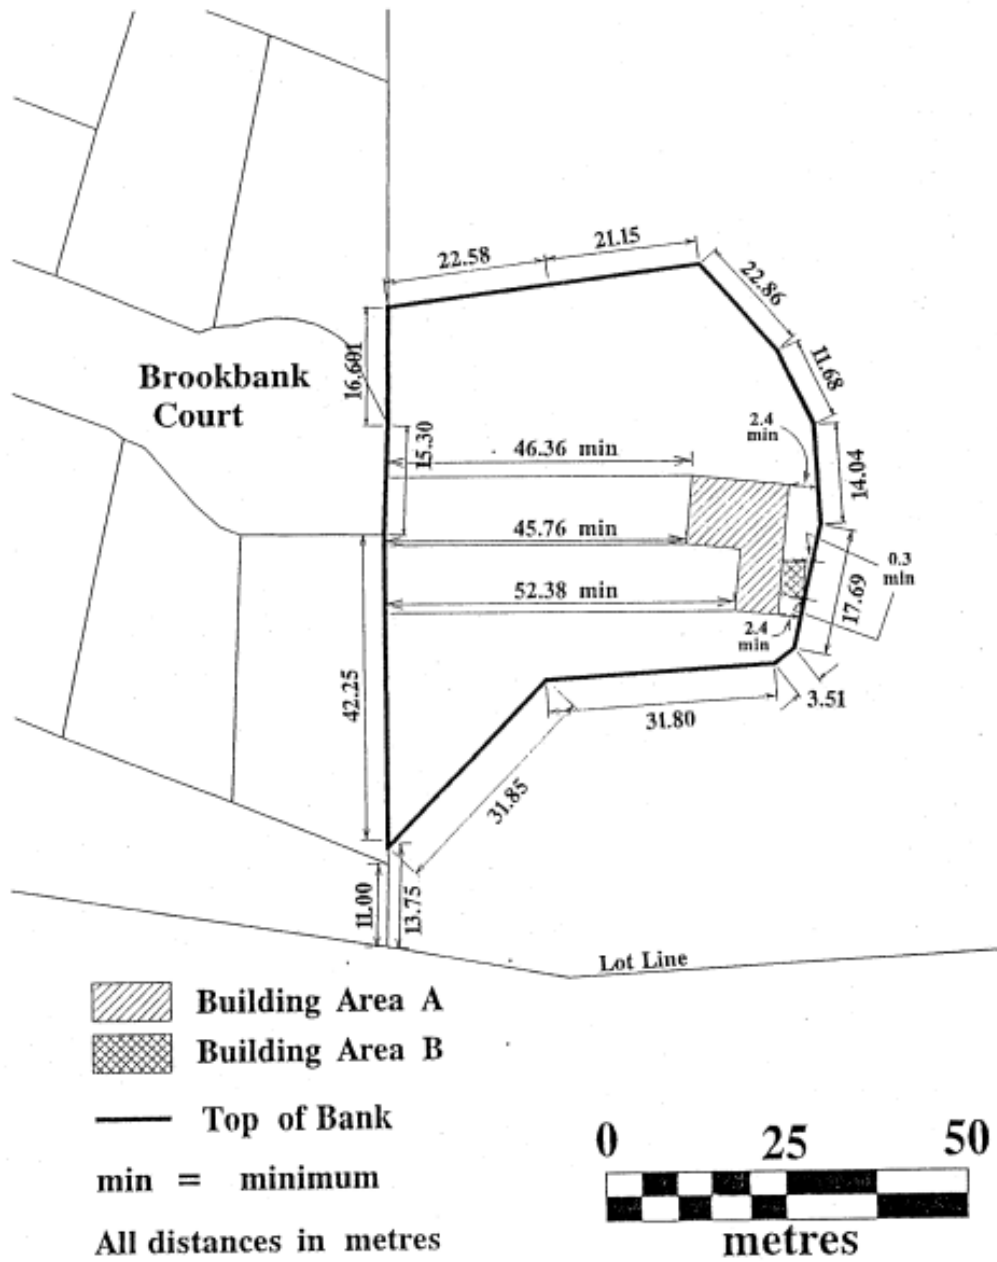 22.58
21.15
22.86
11.68
16.601
Brookbank
Court
15.30
2.4
min
46.36 min
14.04
45.76 min
0.3
min
52.38 min
17.69
2.4
min
42.25
3.51
31.80
31.85
11.00
13.75
Lot Line
Building Area A
Building Area B
Top of Bank
min = minimum
All distances in metres
0 25 50
metres